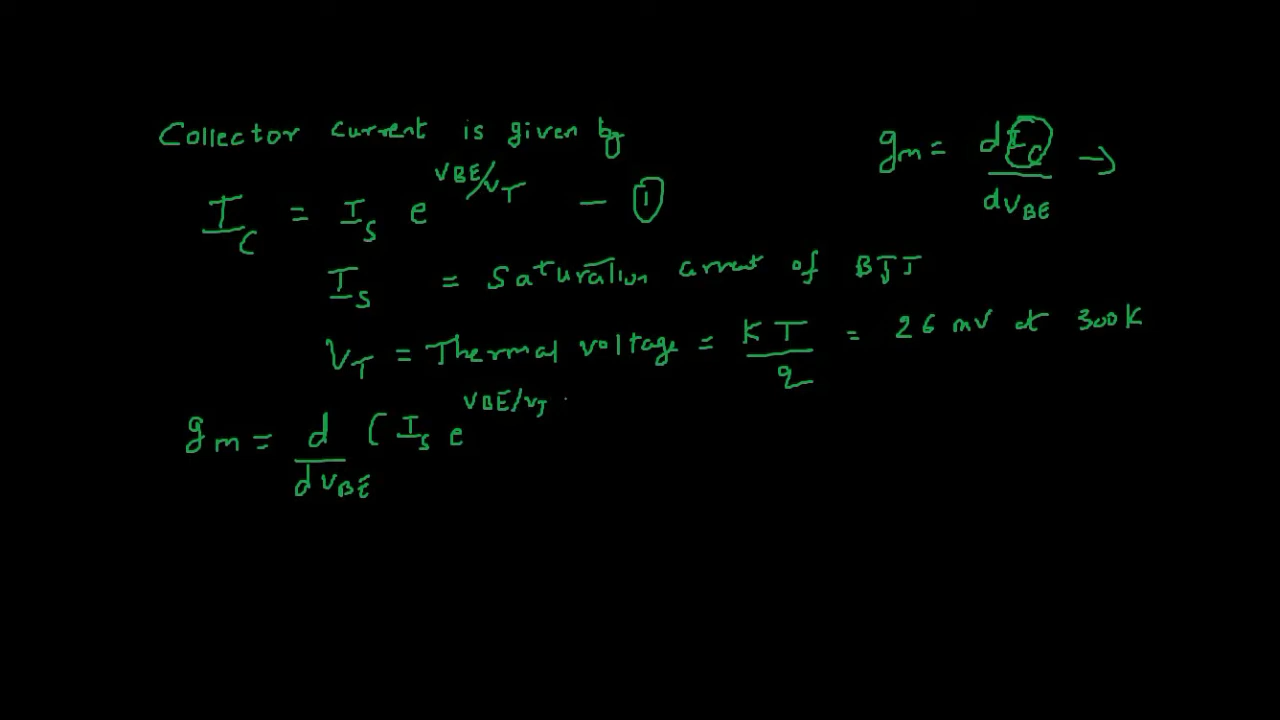 Collector current is given by
gm = dIC / dVBE →
IC = IS e^VBE/VT — ①
IS = Saturation current of BJT
VT = Thermal voltage = KT / q = 26 mV at 300K
gm = d / dVBE ( IS e^VBE/VT